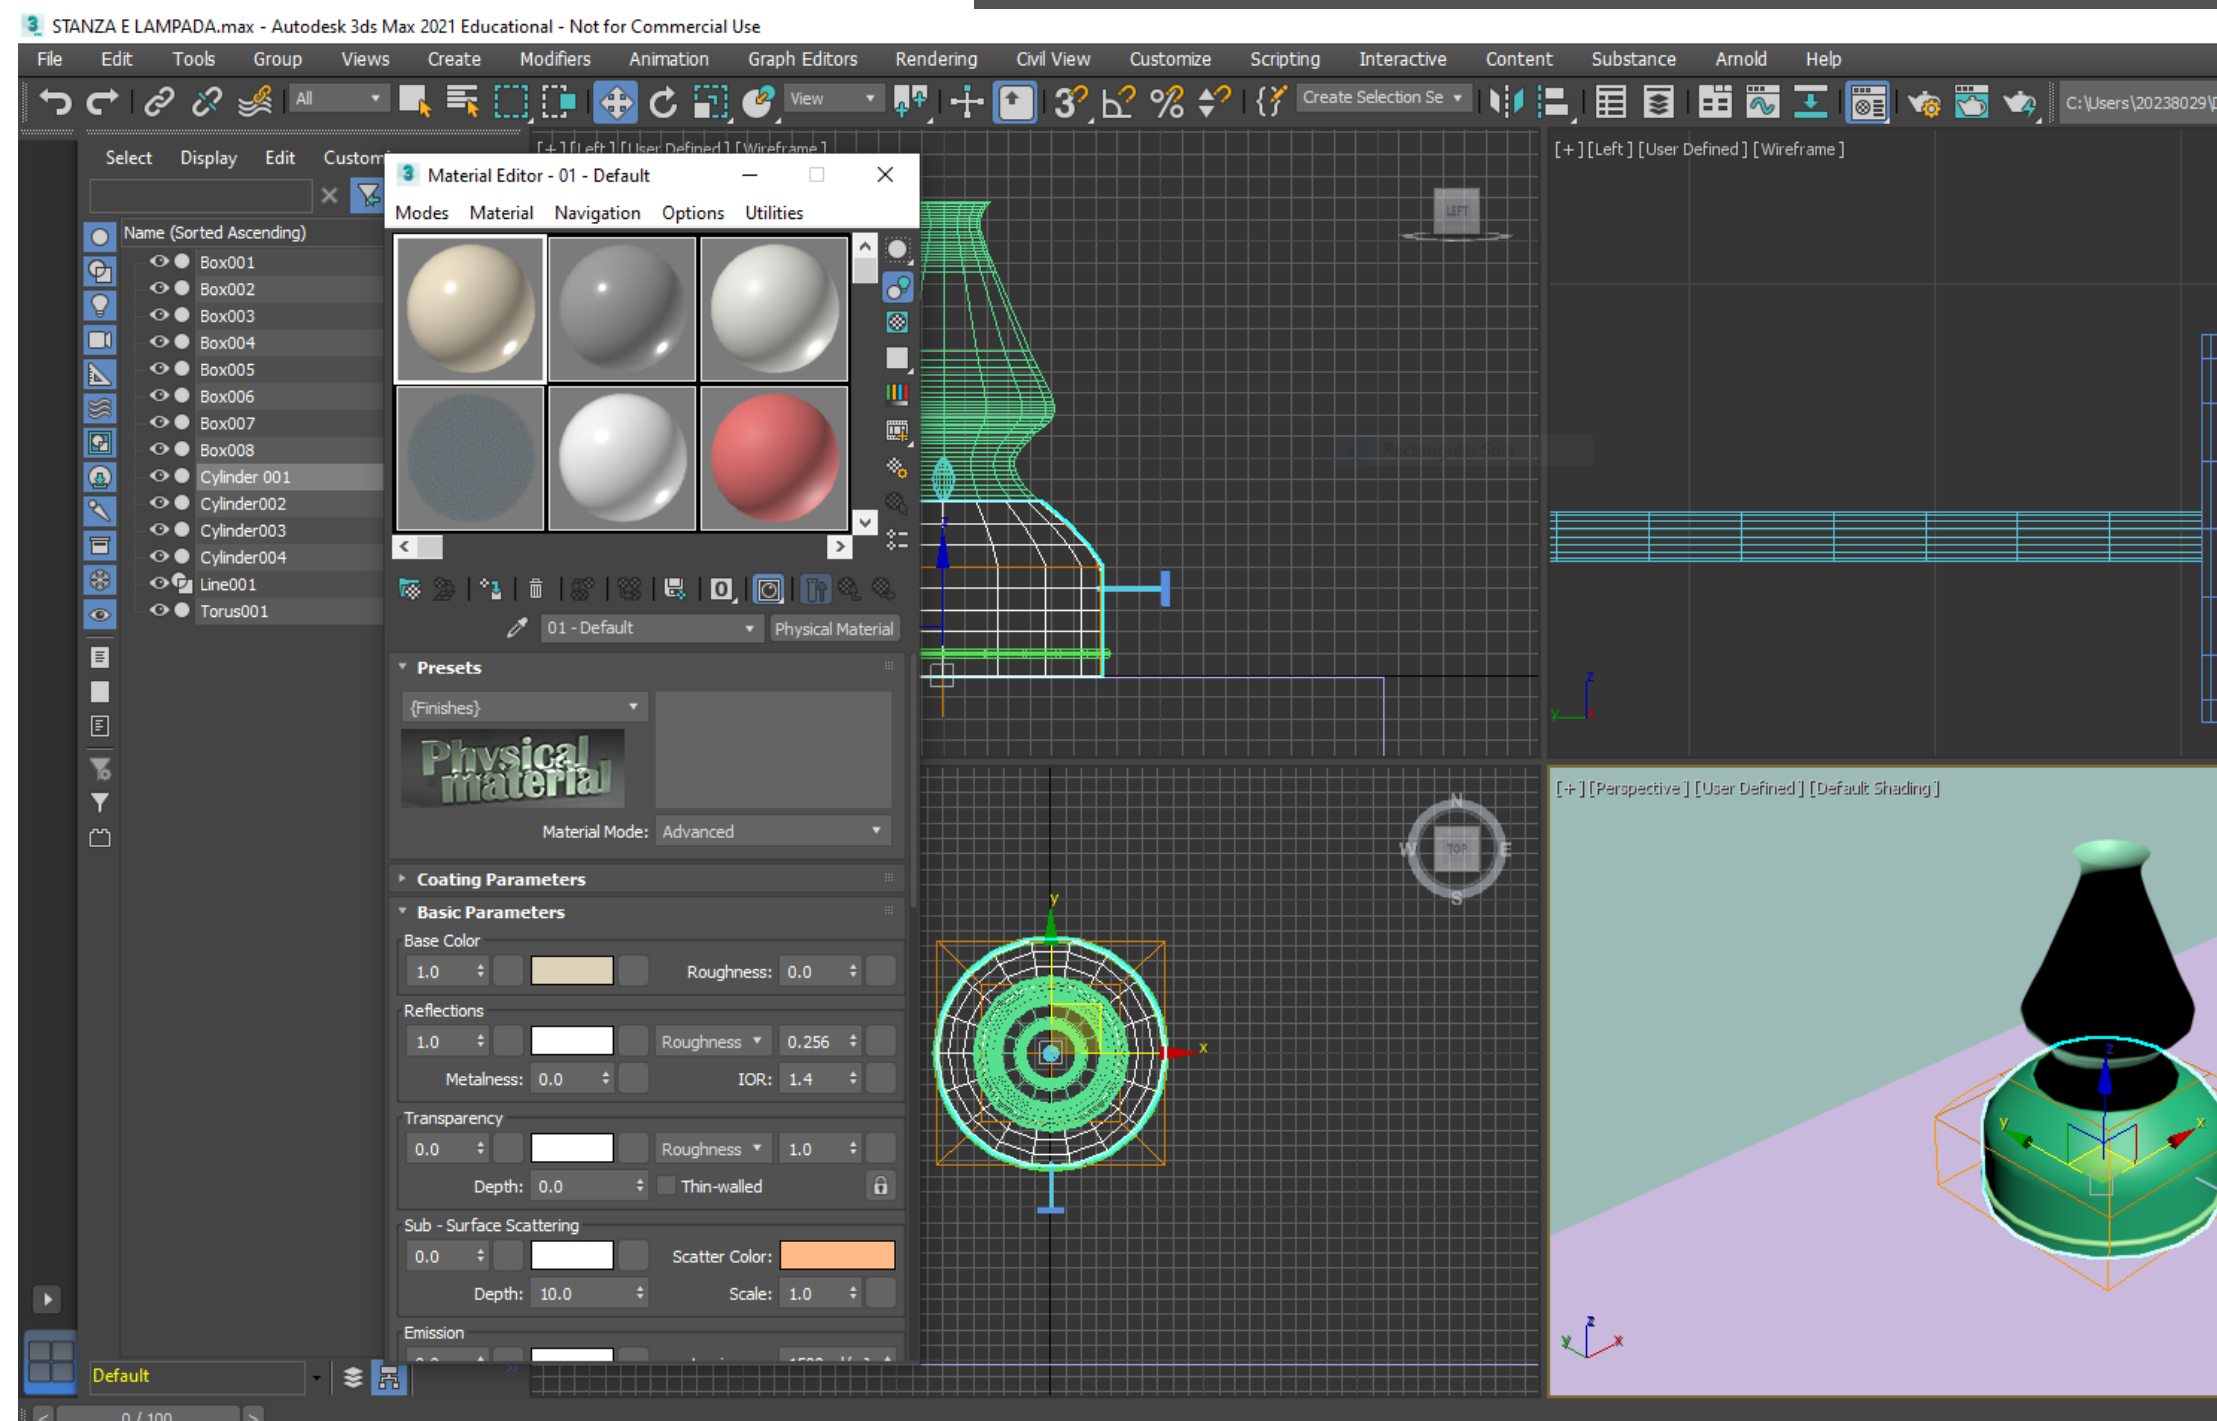 STANZA E LAMPADA.max - Autodesk 3ds Max 2021 Educational - Not for Commercial Use
File Edit Tools Group Views Create Modifiers Animation Graph Editors Rendering Civil View Customize Scripting Interactive Content Substance Arnold Help
All View Create Selection Se C:\Users\20238029\
Select Display Edit Custom
[+] [Left] [User Defined] [Wireframe]
[+] [Left] [User Defined] [Wireframe]
Material Editor - 01 - Default
Modes Material Navigation Options Utilities
LEFT
Name (Sorted Ascending)
Box001
Box002
Box003
Box004
Box005
Box006
Box007
Box008
Cylinder 001
Cylinder002
Cylinder003
Cylinder004
Line001
Torus001
01 - Default Physical Material
Presets
{Finishes}
Physical material
Material Mode: Advanced
Coating Parameters
Basic Parameters
Base Color
1.0 Roughness: 0.0
Reflections
1.0 Roughness 0.256
Metalness: 0.0 IOR: 1.4
Transparency
0.0 Roughness 1.0
Depth: 0.0 Thin-walled
Sub - Surface Scattering
0.0 Scatter Color:
Depth: 10.0 Scale: 1.0
Emission
z
y x
z
y
[+] [Perspective] [User Defined] [Default Shading]
N
W TOP E
S
z
y x
z
y x
Default
0 / 100